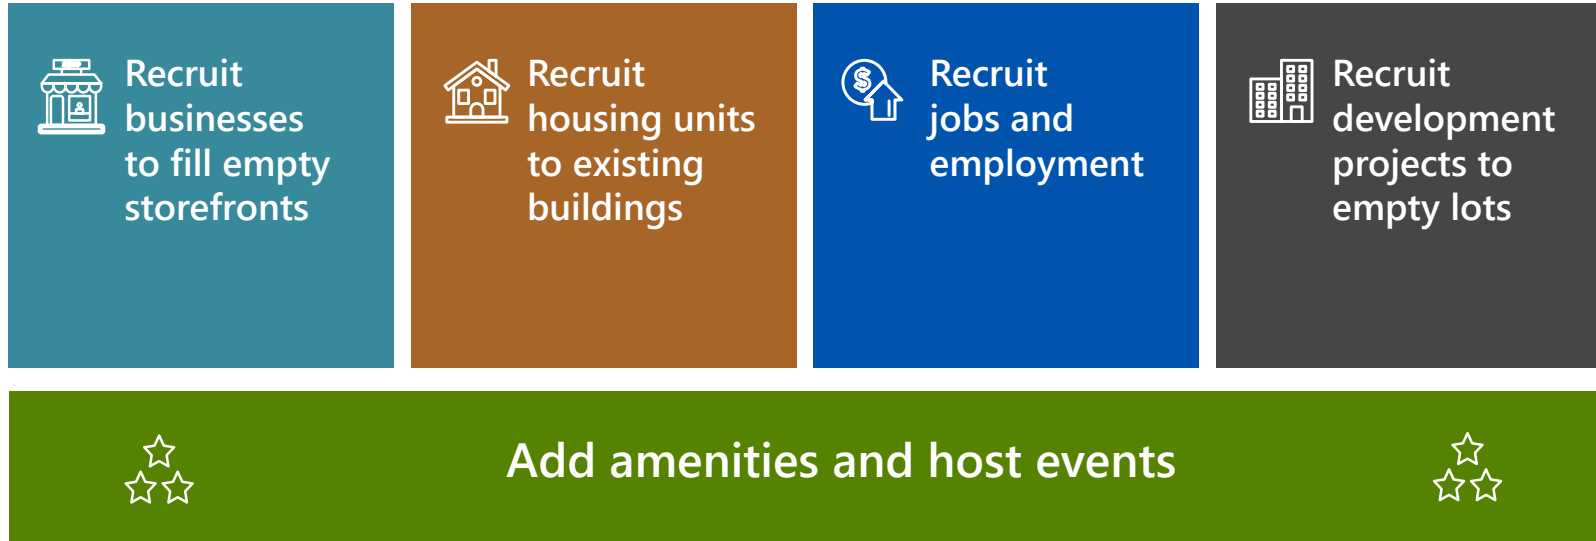 Recruit
businesses
to fill empty
storefronts
Recruit
housing units
to existing
buildings
Recruit
jobs and
employment
Recruit
development
projects to
empty lots
Add amenities and host events